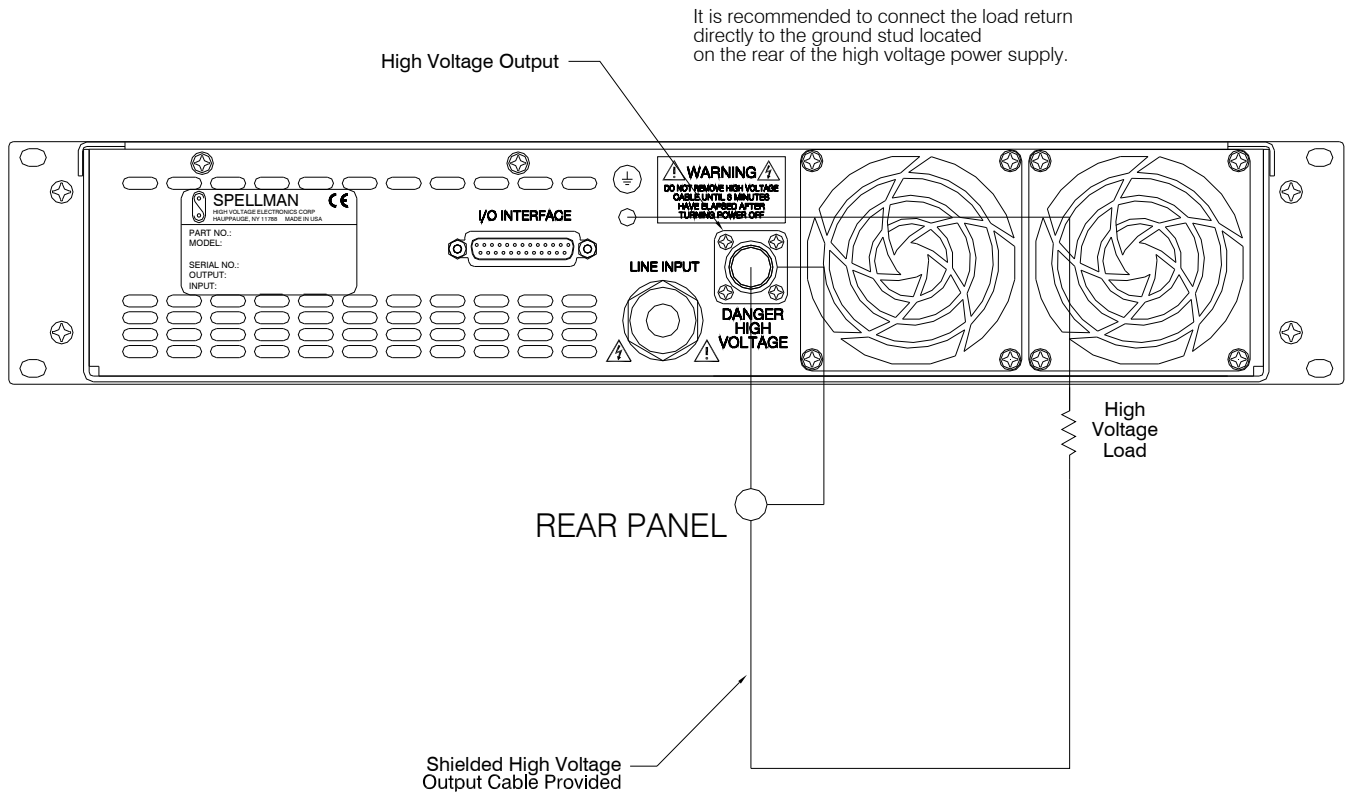 It is recommended to connect the load return
directly to the ground stud located
on the rear of the high voltage power supply.
High Voltage Output
WARNING
DO NOT REMOVE HIGH VOLTAGE
CABLE UNTIL 3 MINUTES
HAVE ELAPSED AFTER
TURNING POWER OFF
SPELLMAN CE
HIGH VOLTAGE ELECTRONICS CORP
HAUPPAUGE, NY 11788 MADE IN USA
PART NO.:
MODEL:
SERIAL NO.:
OUTPUT:
INPUT:
I/O INTERFACE
LINE INPUT
DANGER
HIGH
VOLTAGE
High
Voltage
Load
REAR PANEL
Shielded High Voltage
Output Cable Provided